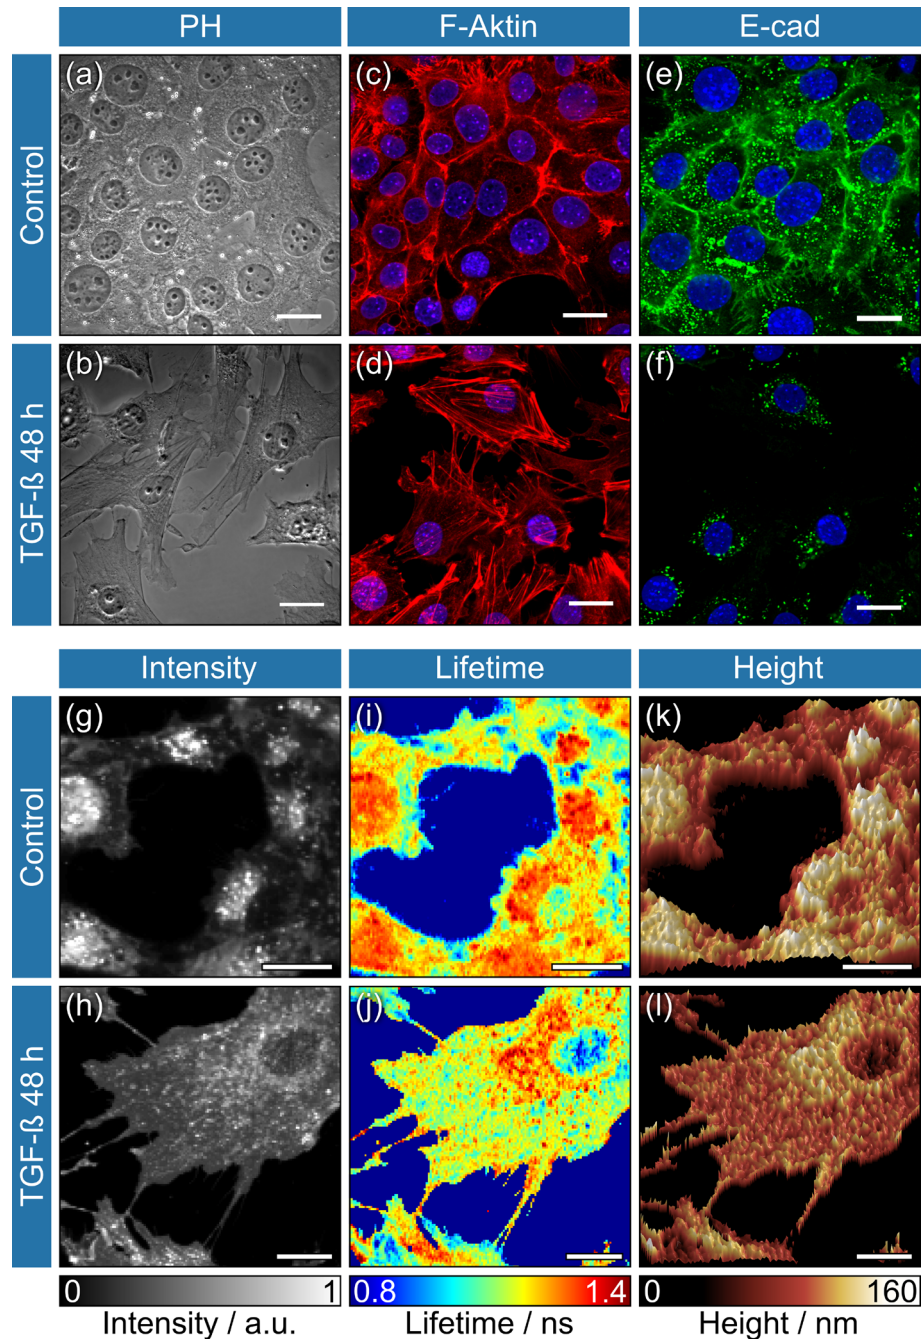 PH F-Aktin E-cad
Control
(a) (c) (e)
TGF-ß 48 h
(b) (d) (f)
Intensity Lifetime Height
Control
(g) (i) (k)
TGF-ß 48 h
(h) (j) (l)
0 1 0.8 1.4 0 160
Intensity / a.u. Lifetime / ns Height / nm